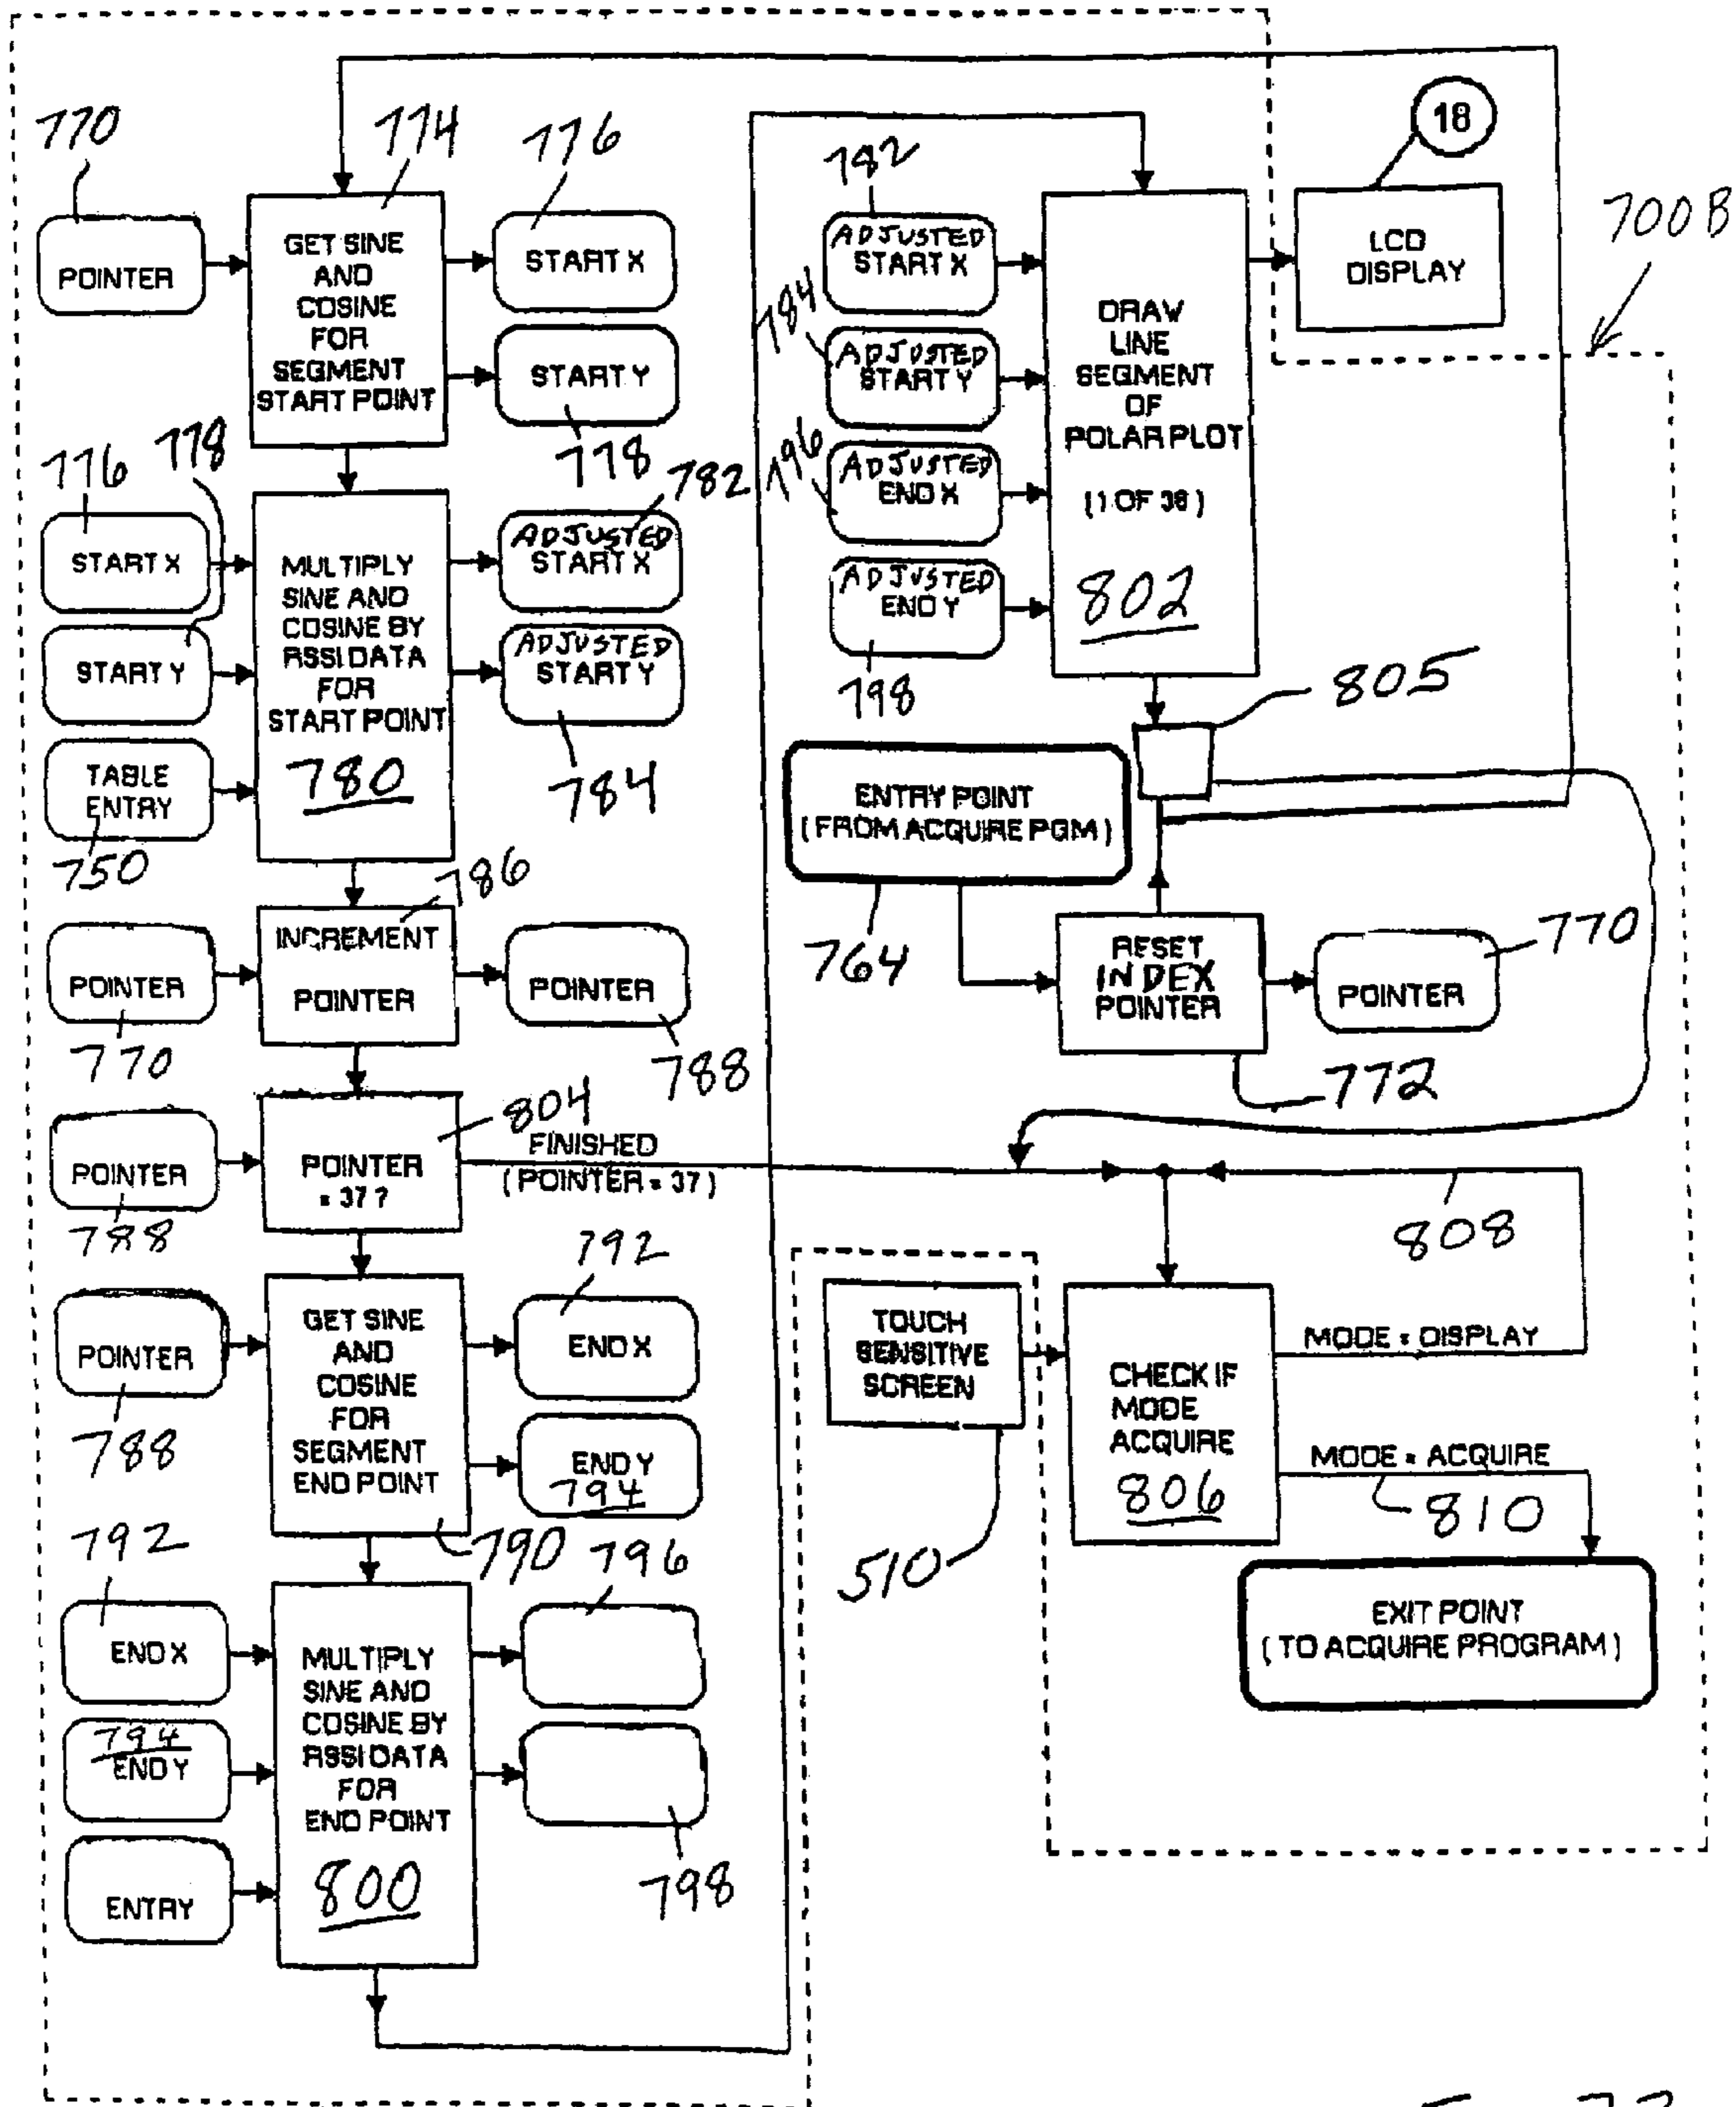 770
774
776
POINTER
GET SINE
AND
COSINE
FOR
SEGMENT
START POINT
START X
START Y
778
776
778
START X
START Y
TABLE
ENTRY
750
MULTIPLY
SINE AND
COSINE BY
RSSI DATA
FOR
START POINT
780
782
ADJUSTED
START X
ADJUSTED
START Y
784
786
POINTER
770
INCREMENT
POINTER
POINTER
788
POINTER
788
POINTER
= 37 ?
804
FINISHED
(POINTER = 37)
POINTER
788
GET SINE
AND
COSINE
FOR
SEGMENT
END POINT
790
792
END X
END Y
794
792
END X
794
END Y
ENTRY
MULTIPLY
SINE AND
COSINE BY
RSSI DATA
FOR
END POINT
800
796
798
782
ADJUSTED
START X
784
ADJUSTED
START Y
796
ADJUSTED
END X
ADJUSTED
END Y
798
DRAW
LINE
SEGMENT
OF
POLAR PLOT
(1 OF 36)
802
18
LCD
DISPLAY
700B
805
ENTRY POINT
(FROM ACQUIRE PGM)
764
RESET
INDEX
POINTER
772
770
POINTER
808
TOUCH
SENSITIVE
SCREEN
510
CHECK IF
MODE
ACQUIRE
806
MODE = DISPLAY
MODE = ACQUIRE
810
EXIT POINT
(TO ACQUIRE PROGRAM)